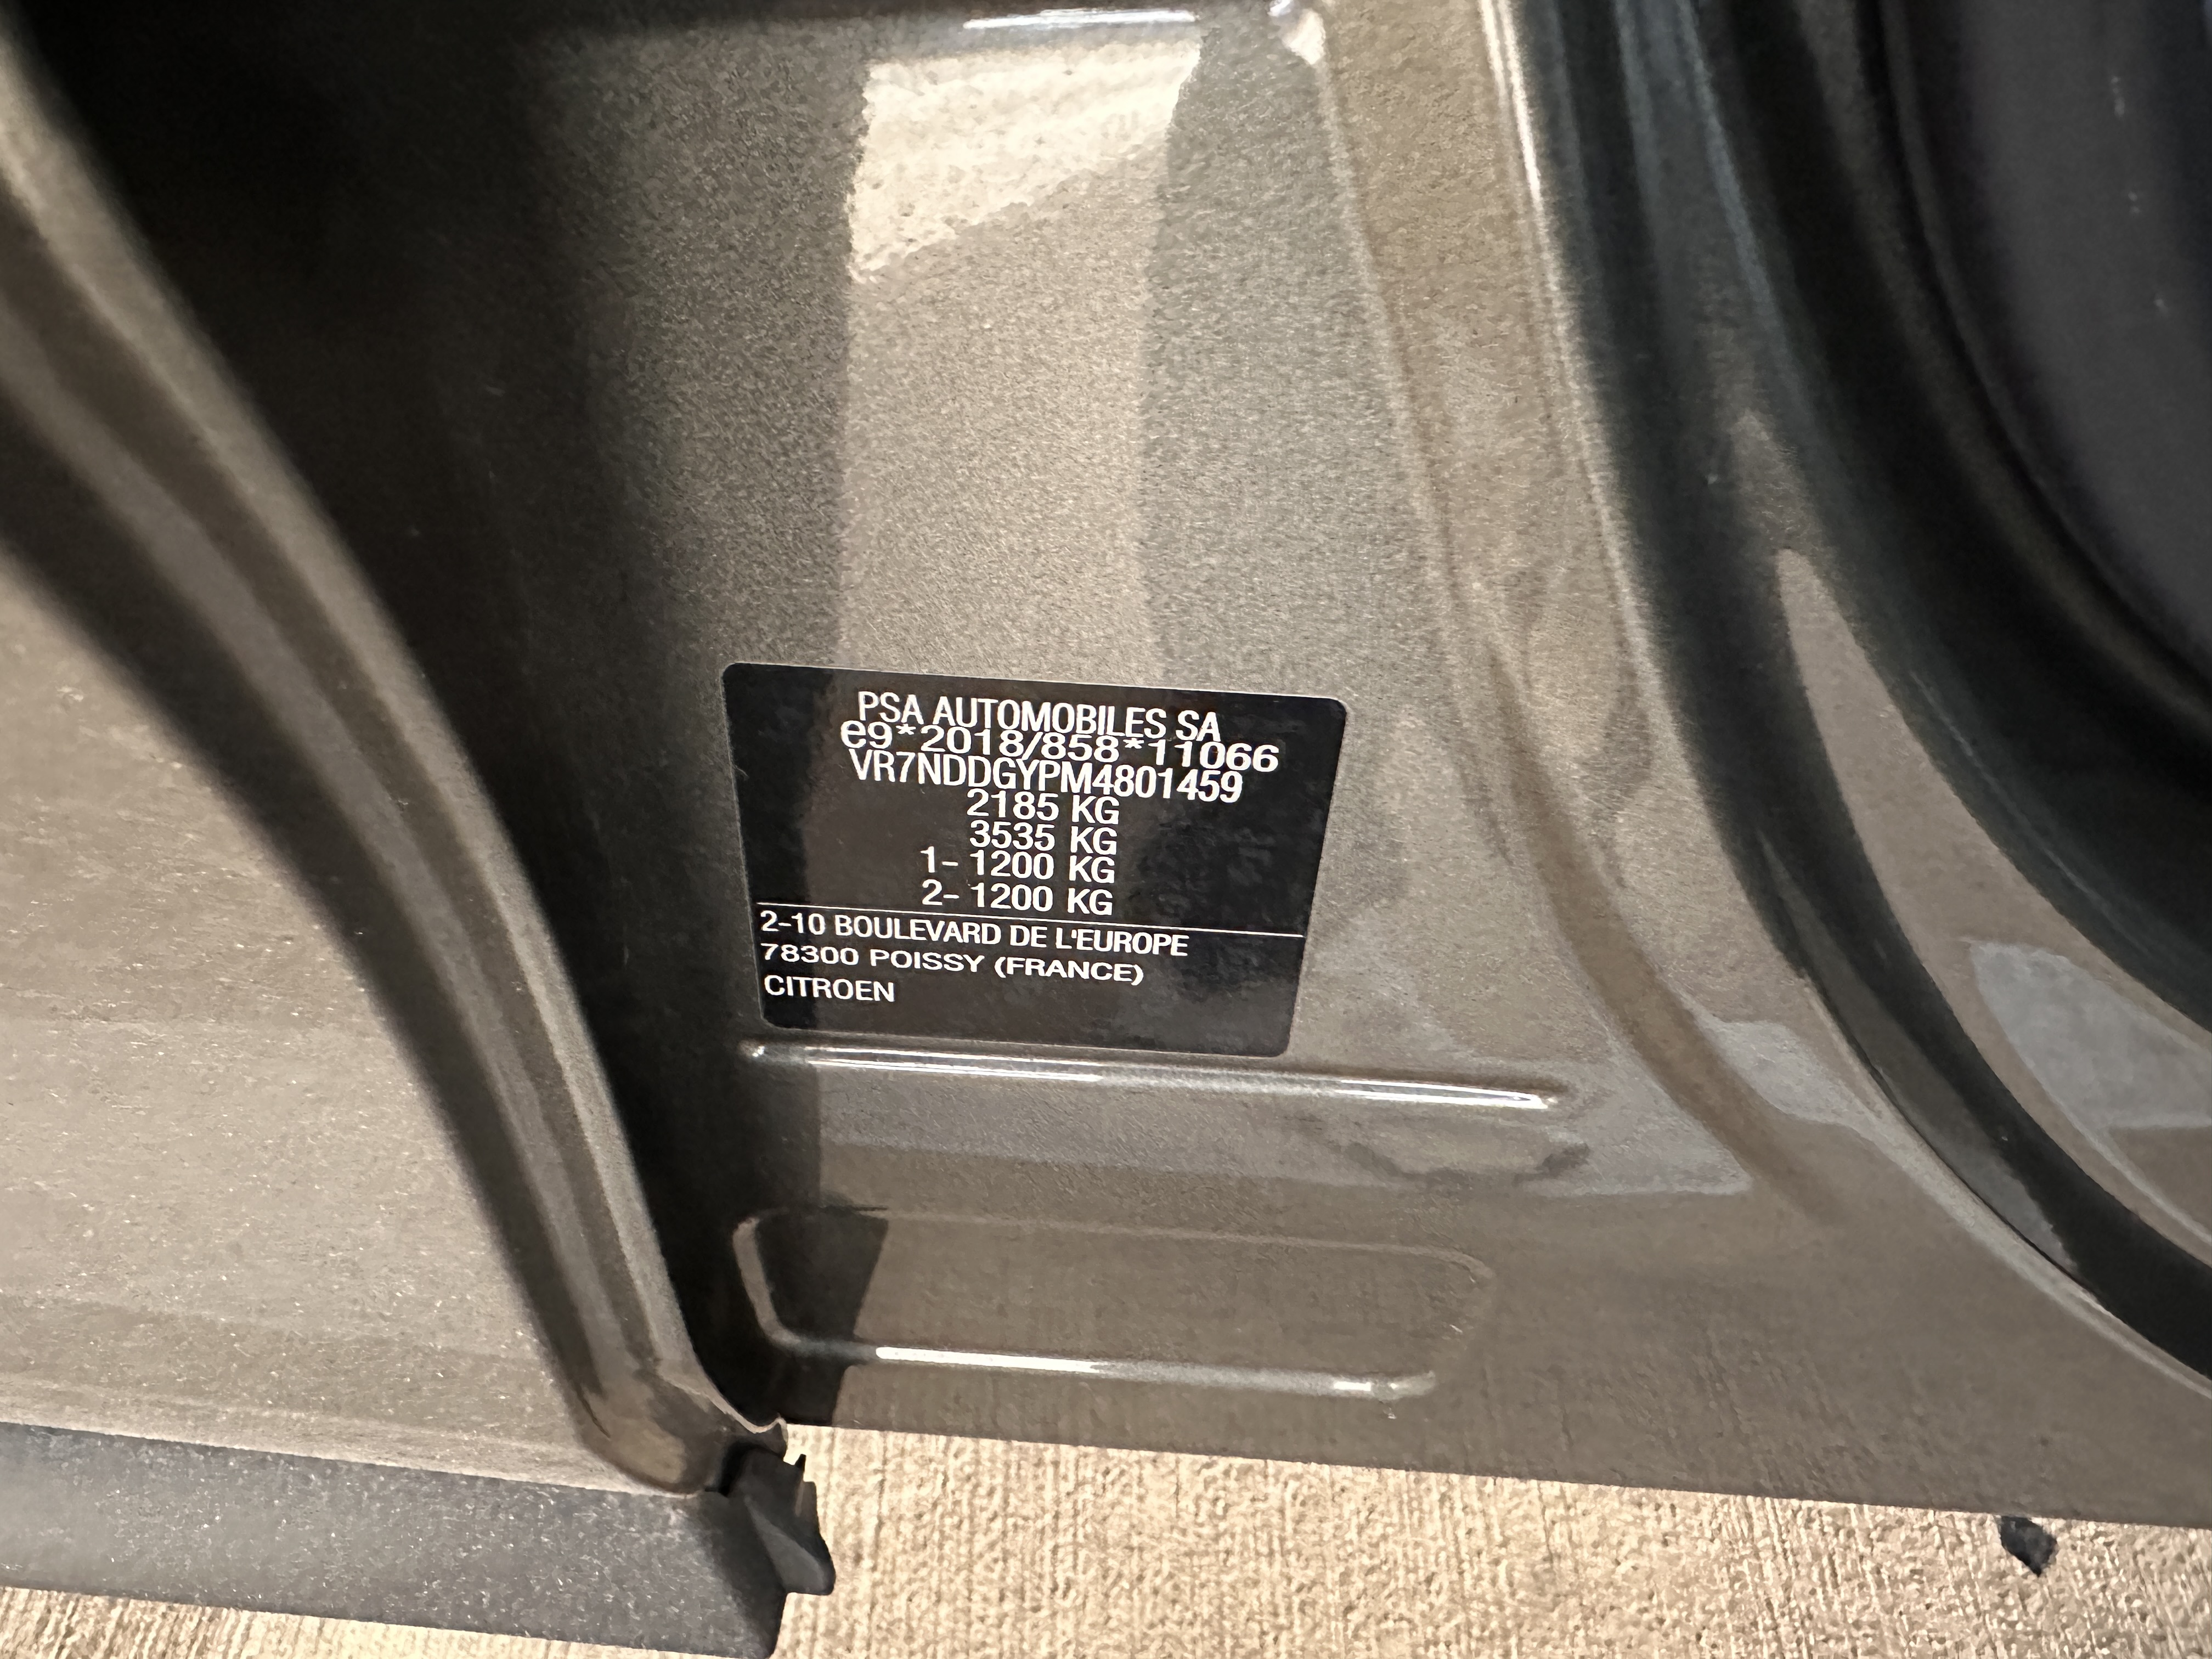 PSA AUTOMOBILES SA
e9*2018/858*11066
VR7NDDGYPM4801459
2185 KG
3535 KG
1- 1200 KG
2- 1200 KG
2-10 BOULEVARD DE L'EUROPE
78300 POISSY (FRANCE)
CITROEN